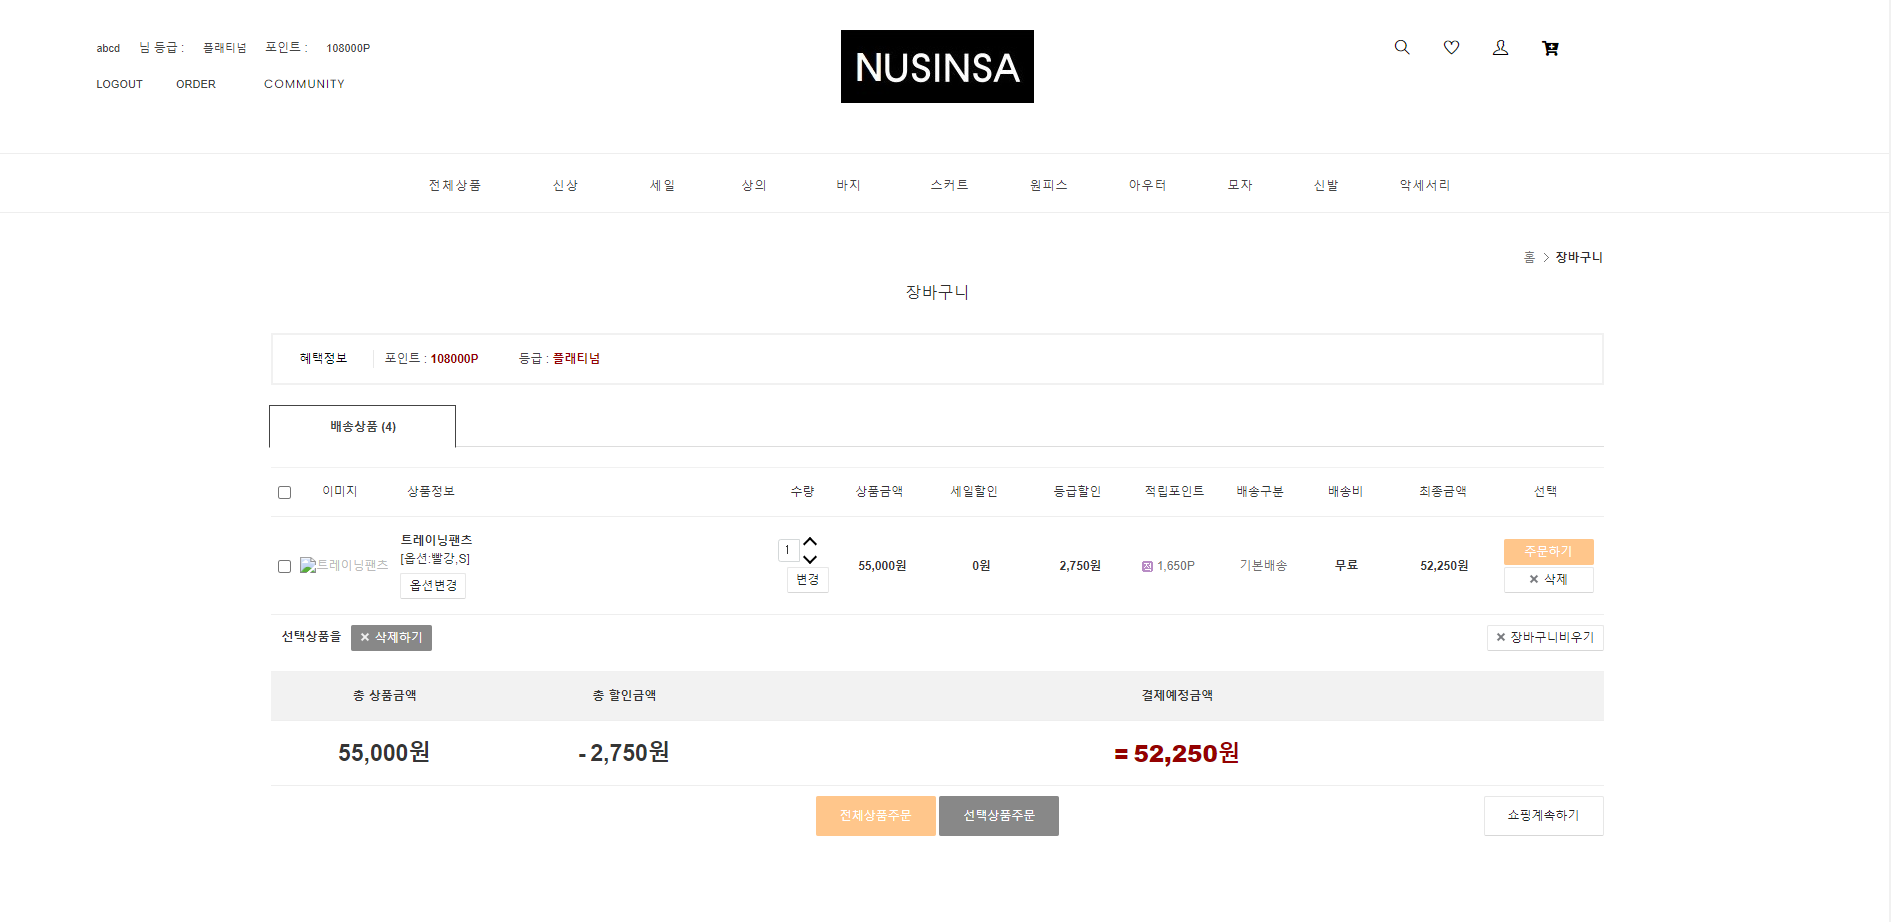 abcd 님 등급 : 플래티넘 포인트 : 108000P
LOGOUT ORDER COMMUNITY
NUSINSA
전체상품 신상 세일 상의 바지 스커트 원피스 아우터 모자 신발 악세서리
홈 > 장바구니
장바구니
혜택정보 포인트 : 108000P 등급 : 플래티넘
배송상품 (4)
이미지 상품정보 수량 상품금액 세일할인 등급할인 적립포인트 배송구분 배송비 최종금액 선택
트레이닝팬츠
트레이닝팬츠
[옵션:빨강,S]
옵션변경
1
변경
55,000원 0원 2,750원 적 1,650P 기본배송 무료 52,250원
주문하기
× 삭제
선택상품을 × 삭제하기 × 장바구니비우기
총 상품금액 총 할인금액 결제예정금액
55,000원 - 2,750원 = 52,250원
전체상품주문 선택상품주문 쇼핑계속하기